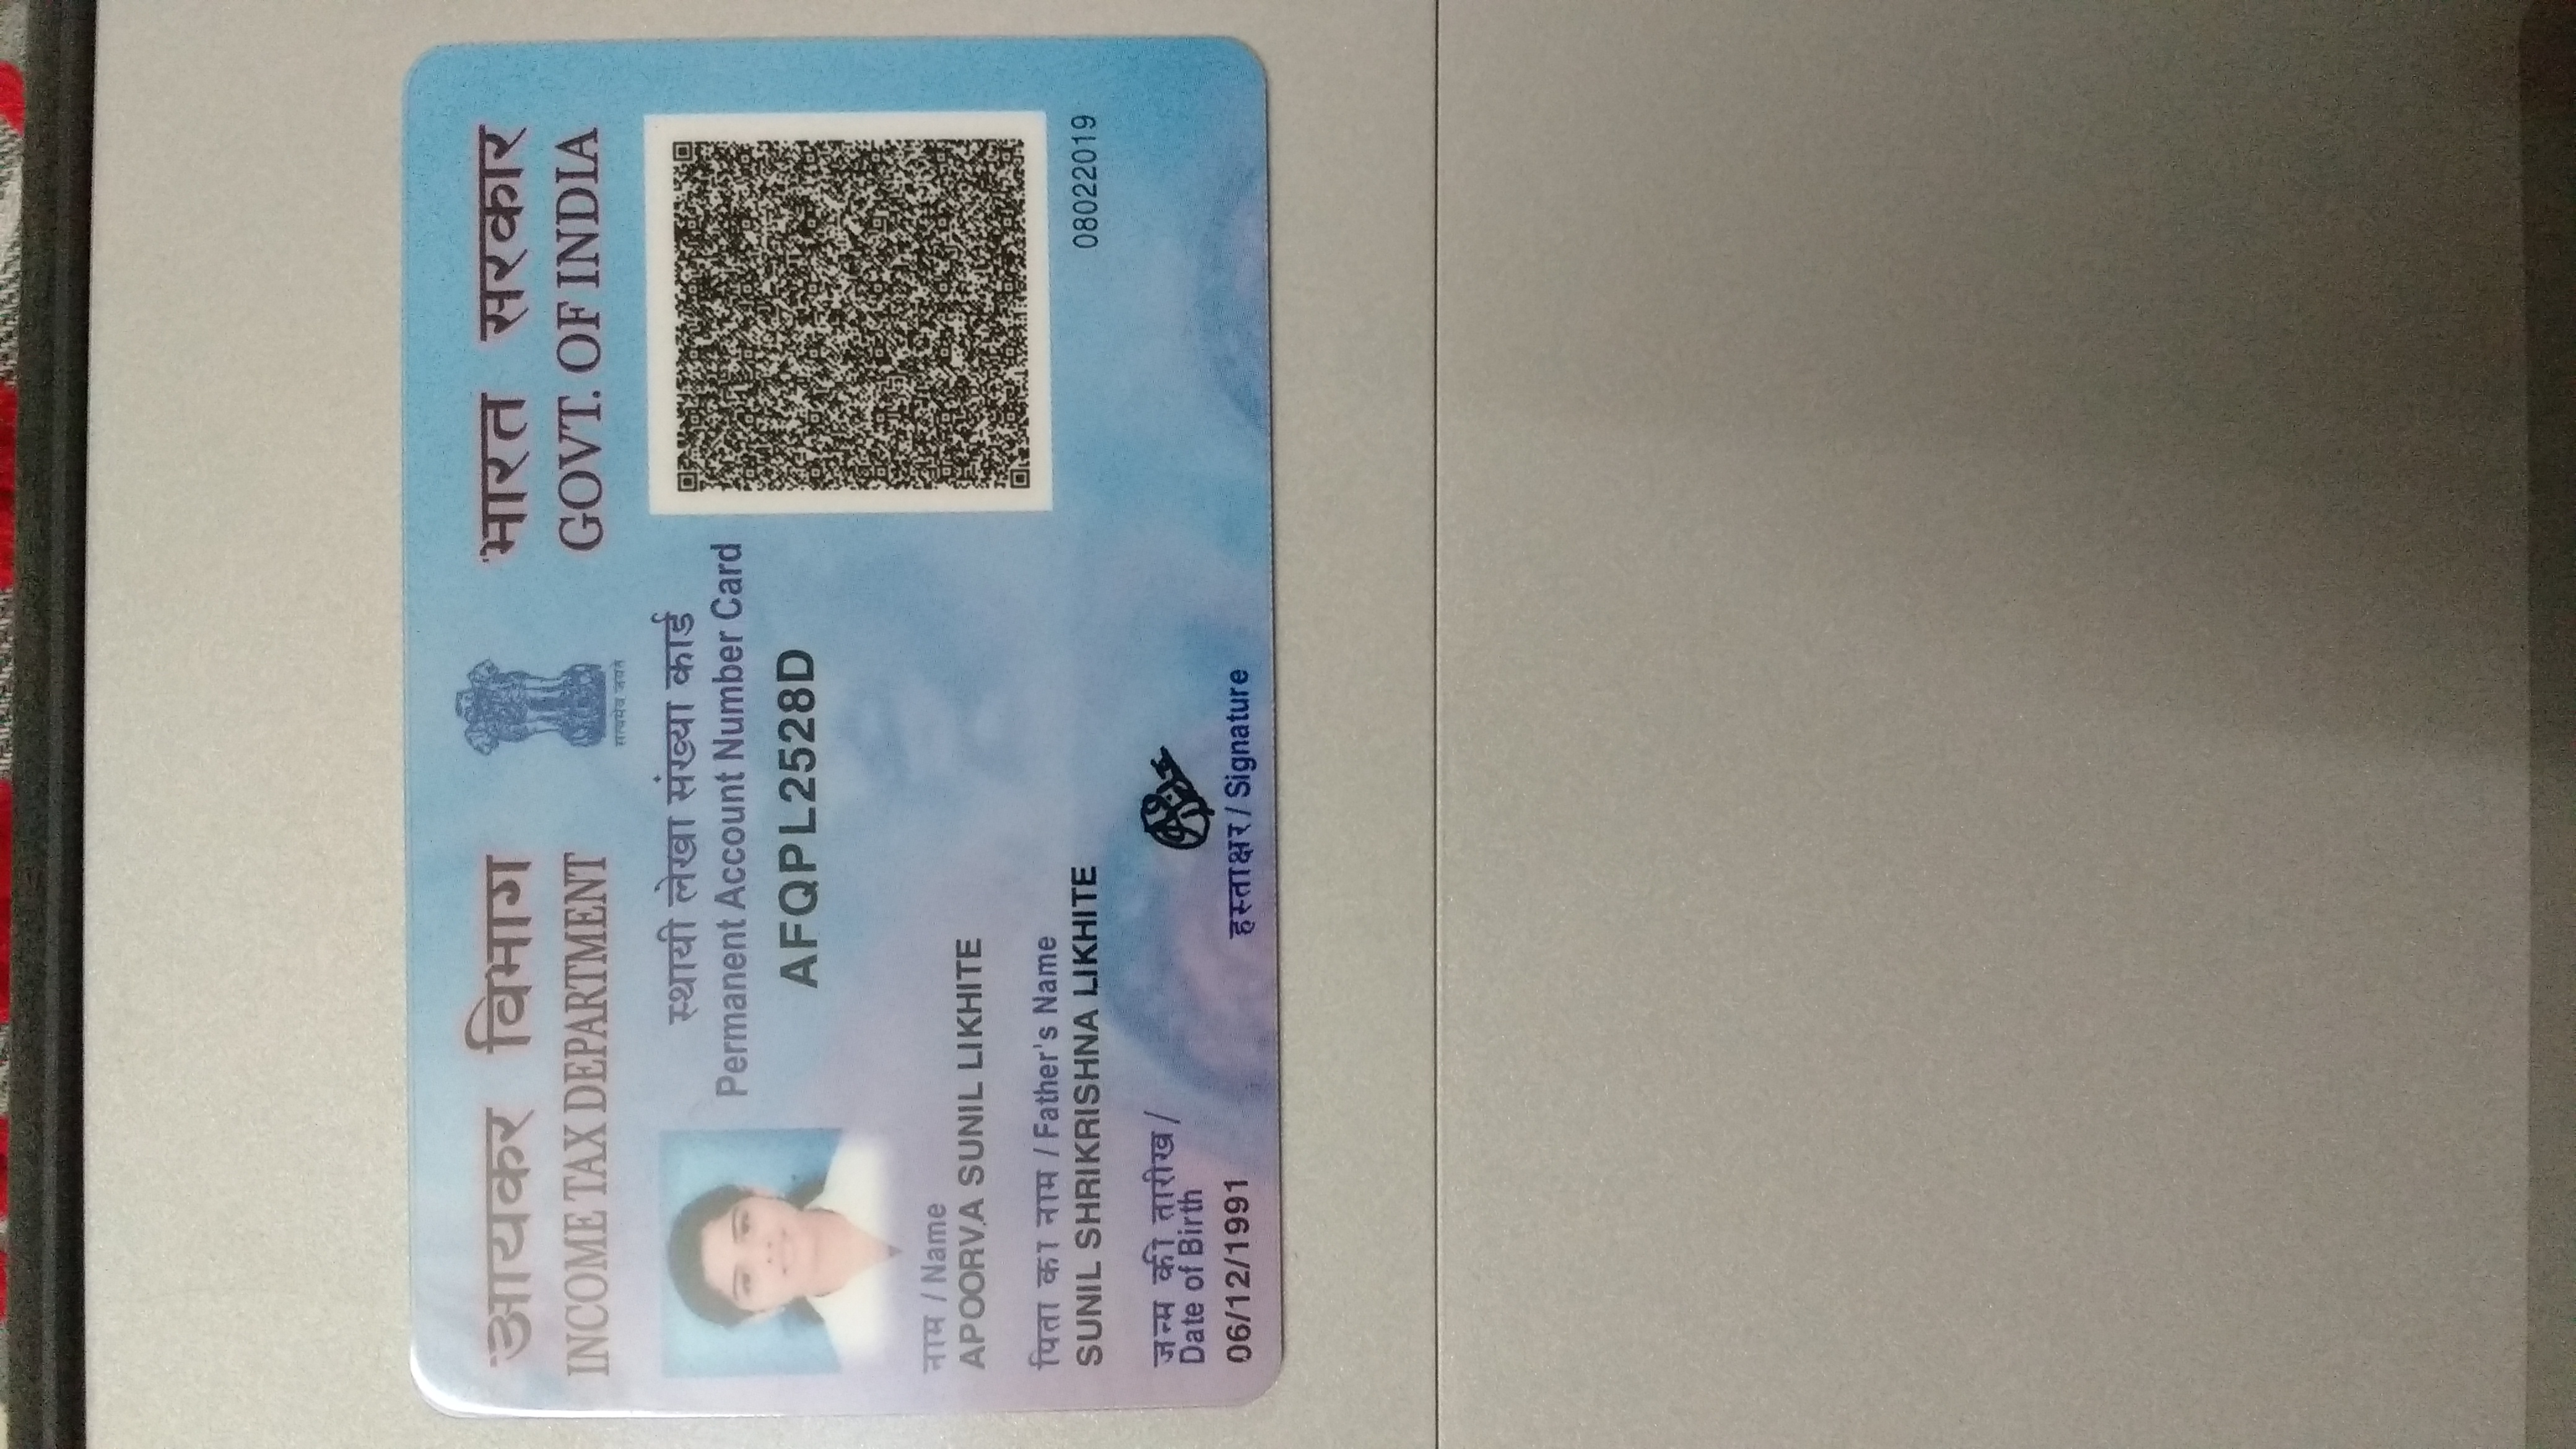 आयकर विभाग
INCOME TAX DEPARTMENT
सत्यमेव जयते
भारत सरकार
GOVT. OF INDIA
स्थायी लेखा संख्या कार्ड
Permanent Account Number Card
AFQPL2528D
नाम / Name
APOORVA SUNIL LIKHITE
पिता का नाम / Father's Name
SUNIL SHRIKRISHNA LIKHITE
08022019
जन्म की तारीख /
Date of Birth
06/12/1991
हस्ताक्षर / Signature